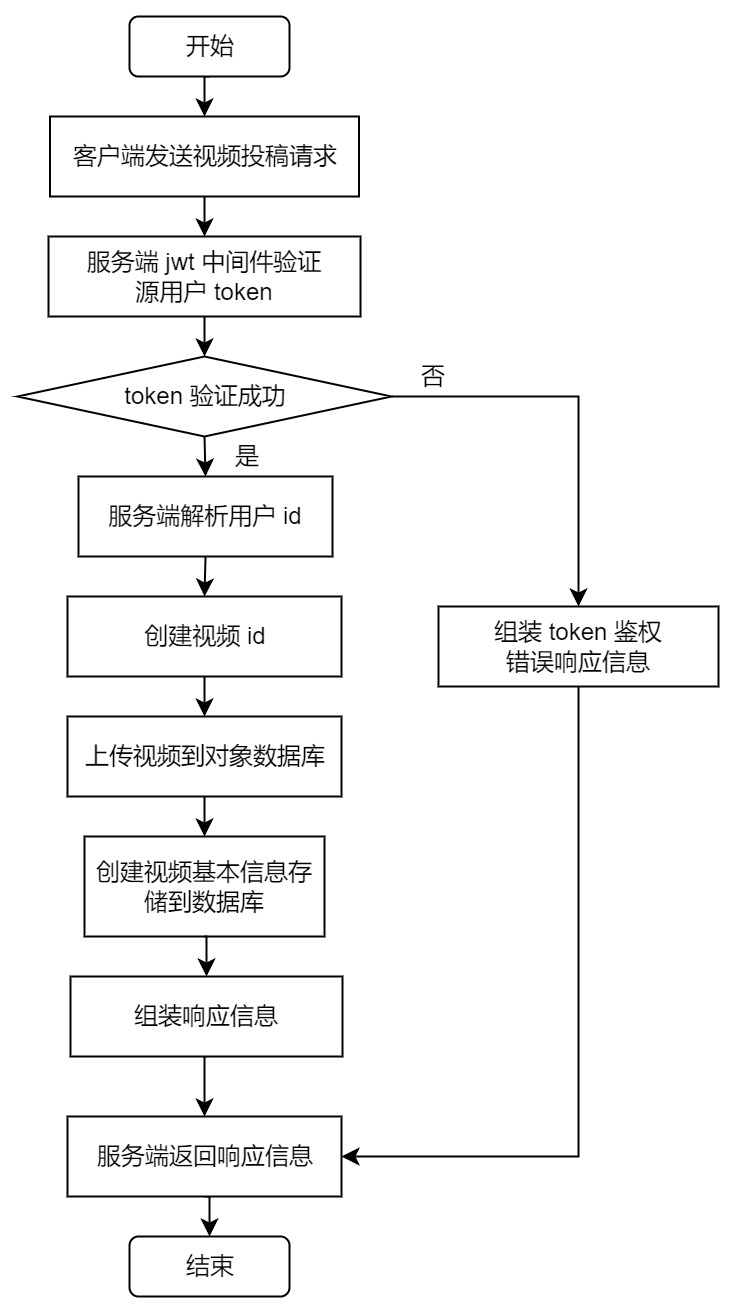 开始
客户端发送视频投稿请求
服务端 jwt 中间件验证
源用户 token
token 验证成功
否
是
服务端解析用户 id
创建视频 id
组装 token 鉴权
错误响应信息
上传视频到对象数据库
创建视频基本信息存
储到数据库
组装响应信息
服务端返回响应信息
结束